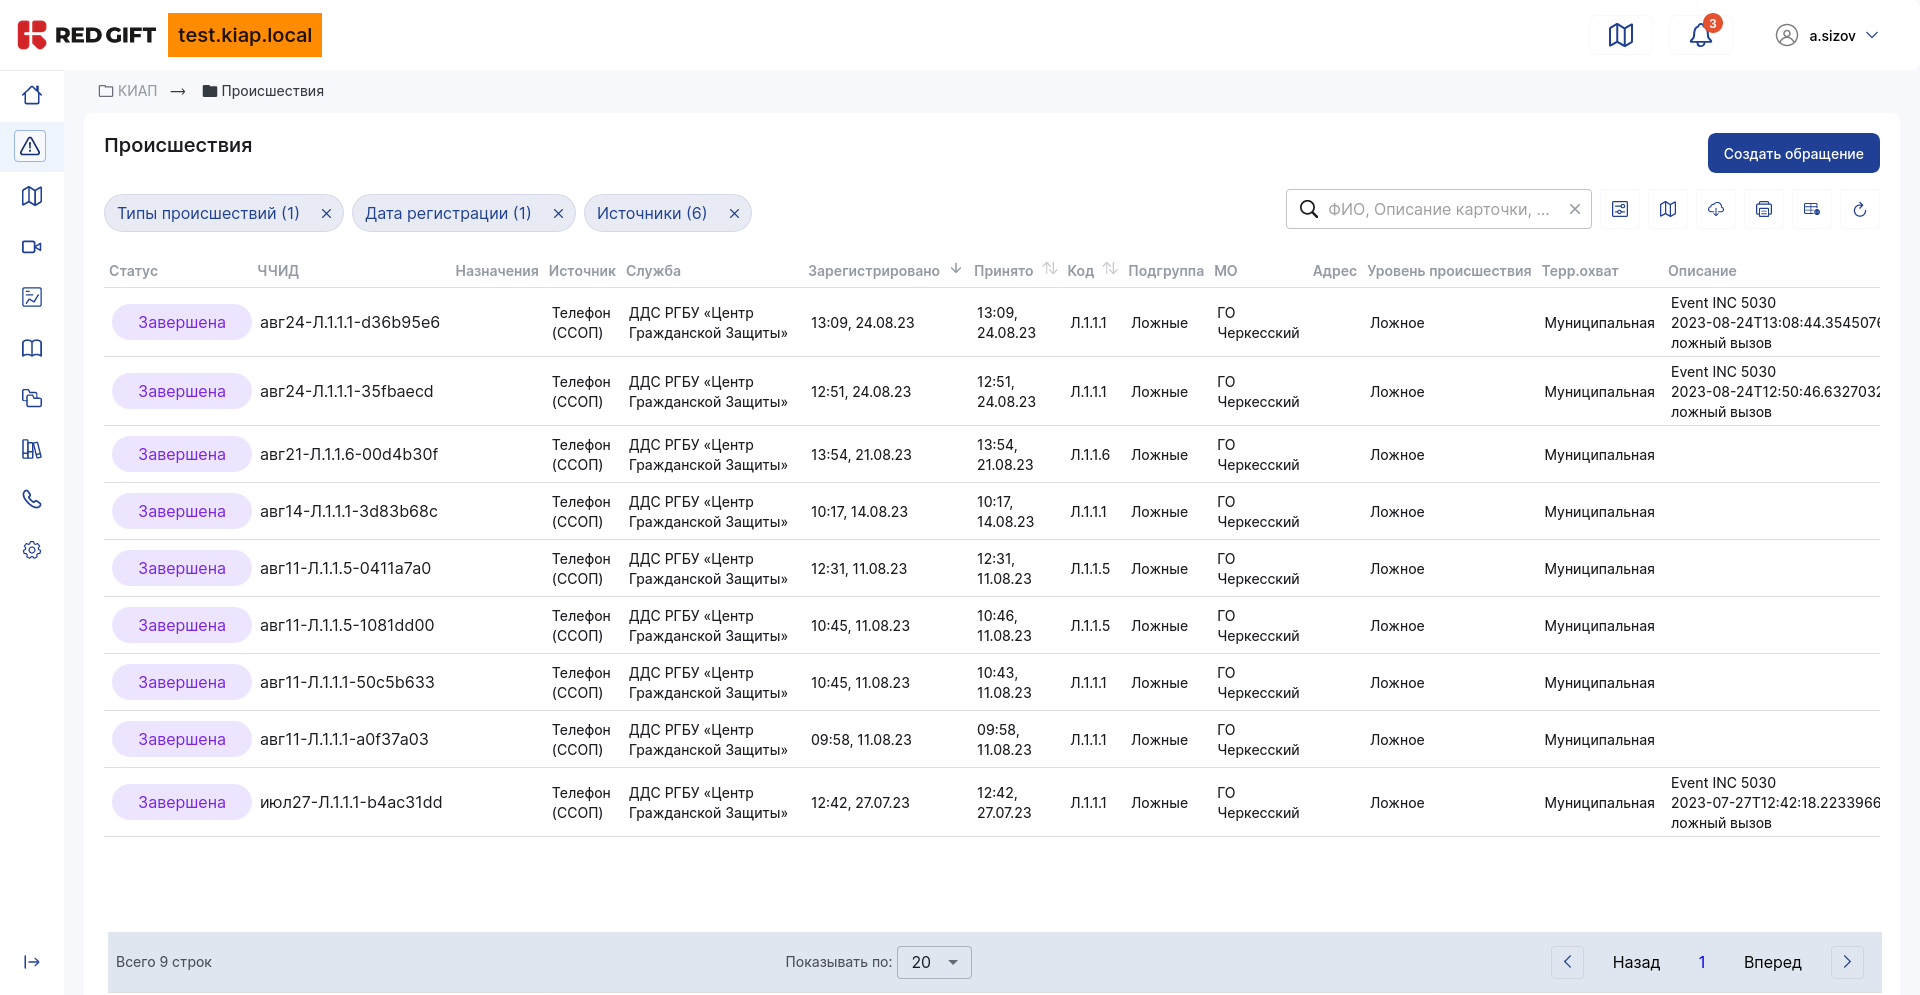 RED GIFT
test.kiap.local
3
a.sizov
КИАП → Происшествия
Происшествия
Создать обращение
Типы происшествий (1)
Дата регистрации (1)
Источники (6)
ФИО, Описание карточки, ...
Статус ЧЧИД Назначения Источник Служба Зарегистрировано Принято Код Подгруппа МО Адрес Уровень происшествия Терр.охват Описание
Завершена авг24-Л.1.1.1-d36b95e6 Телефон (ССОП) ДДС РГБУ «Центр Гражданской Защиты» 13:09, 24.08.23 13:09, 24.08.23 Л.1.1.1 Ложные ГО Черкесский Ложное Муниципальная Event INC 5030 2023-08-24T13:08:44.3545076 ложный вызов
Завершена авг24-Л.1.1.1-35fbaecd Телефон (ССОП) ДДС РГБУ «Центр Гражданской Защиты» 12:51, 24.08.23 12:51, 24.08.23 Л.1.1.1 Ложные ГО Черкесский Ложное Муниципальная Event INC 5030 2023-08-24T12:50:46.6327032 ложный вызов
Завершена авг21-Л.1.1.6-00d4b30f Телефон (ССОП) ДДС РГБУ «Центр Гражданской Защиты» 13:54, 21.08.23 13:54, 21.08.23 Л.1.1.6 Ложные ГО Черкесский Ложное Муниципальная
Завершена авг14-Л.1.1.1-3d83b68c Телефон (ССОП) ДДС РГБУ «Центр Гражданской Защиты» 10:17, 14.08.23 10:17, 14.08.23 Л.1.1.1 Ложные ГО Черкесский Ложное Муниципальная
Завершена авг11-Л.1.1.5-0411a7a0 Телефон (ССОП) ДДС РГБУ «Центр Гражданской Защиты» 12:31, 11.08.23 12:31, 11.08.23 Л.1.1.5 Ложные ГО Черкесский Ложное Муниципальная
Завершена авг11-Л.1.1.5-1081dd00 Телефон (ССОП) ДДС РГБУ «Центр Гражданской Защиты» 10:45, 11.08.23 10:46, 11.08.23 Л.1.1.5 Ложные ГО Черкесский Ложное Муниципальная
Завершена авг11-Л.1.1.1-50c5b633 Телефон (ССОП) ДДС РГБУ «Центр Гражданской Защиты» 10:45, 11.08.23 10:43, 11.08.23 Л.1.1.1 Ложные ГО Черкесский Ложное Муниципальная
Завершена авг11-Л.1.1.1-a0f37a03 Телефон (ССОП) ДДС РГБУ «Центр Гражданской Защиты» 09:58, 11.08.23 09:58, 11.08.23 Л.1.1.1 Ложные ГО Черкесский Ложное Муниципальная
Завершена июл27-Л.1.1.1-b4ac31dd Телефон (ССОП) ДДС РГБУ «Центр Гражданской Защиты» 12:42, 27.07.23 12:42, 27.07.23 Л.1.1.1 Ложные ГО Черкесский Ложное Муниципальная Event INC 5030 2023-07-27T12:42:18.2233966 ложный вызов
Всего 9 строк
Показывать по: 20
Назад 1 Вперед